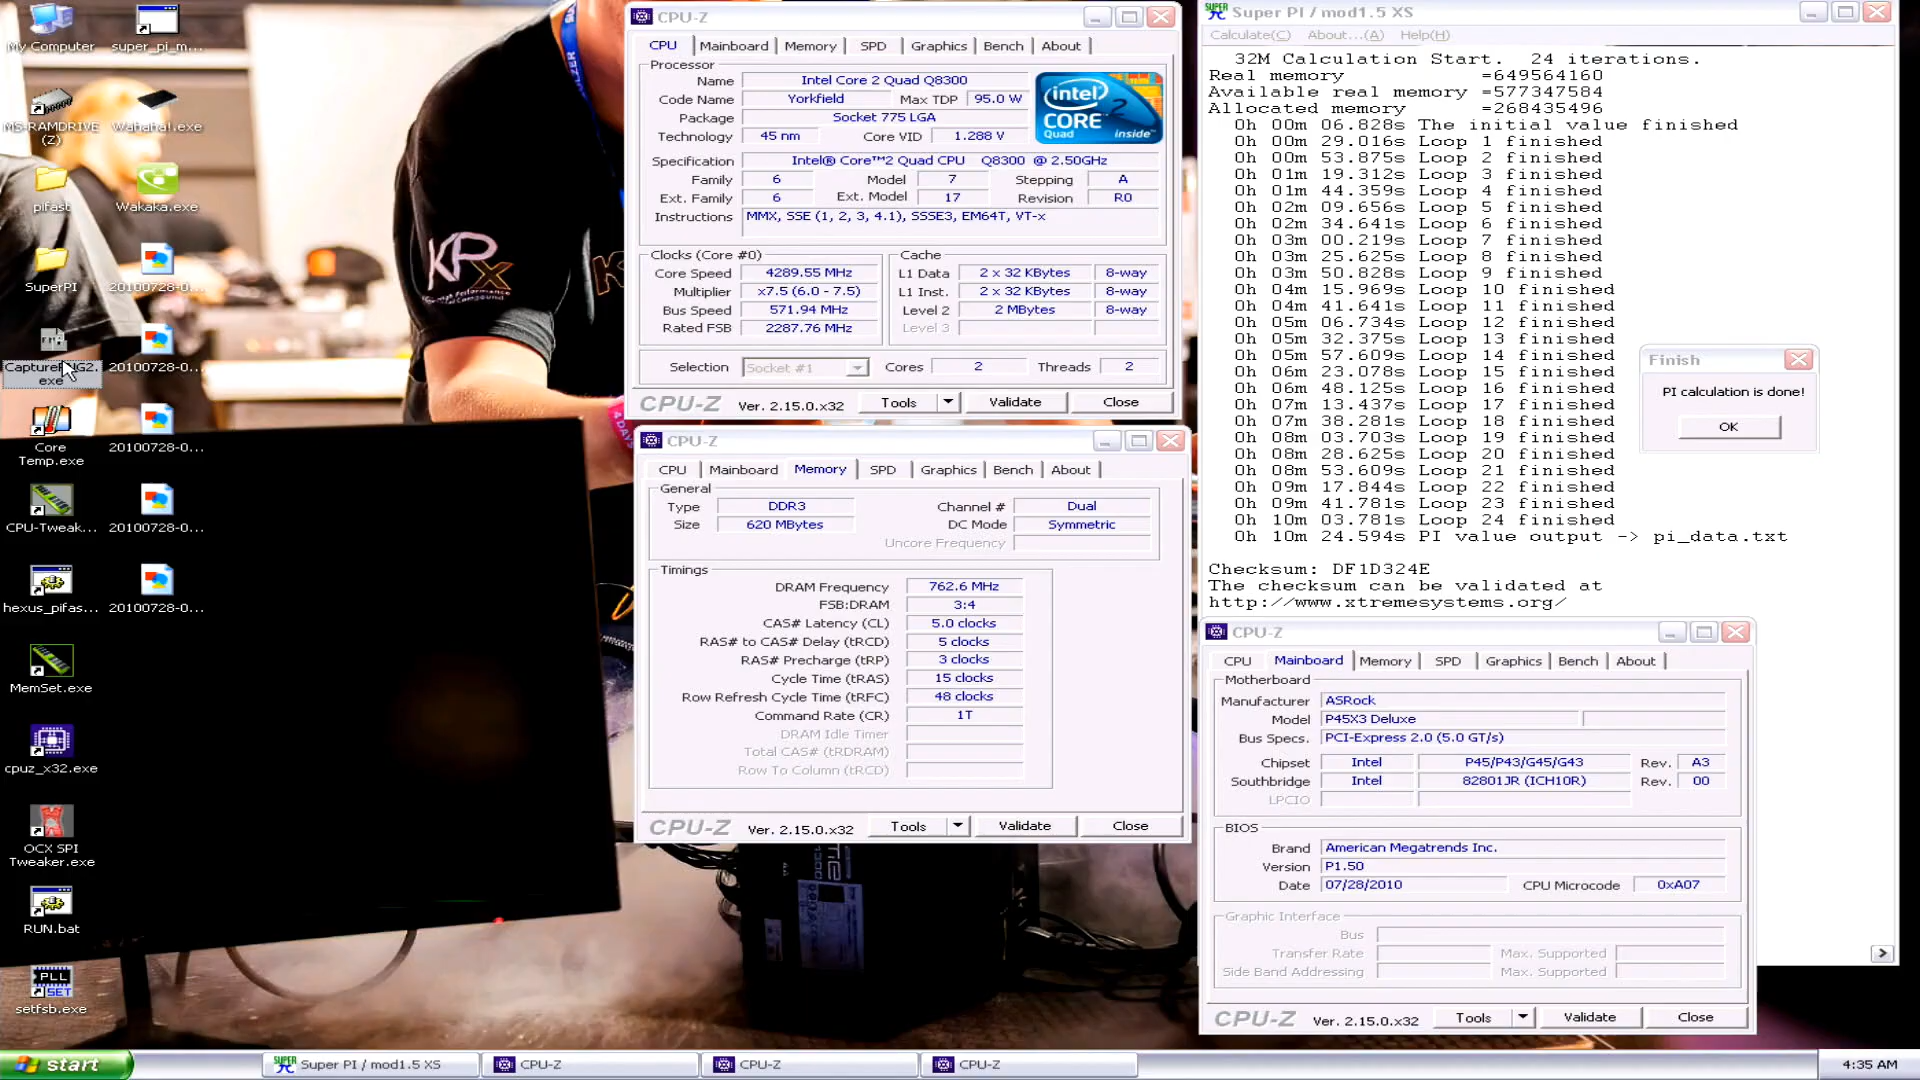 My Computer
super_pi_m...
MS-RAMDRIVE
(Z)
Wahaha!.exe
pifast
Wakaka.exe
SuperPI
20100728-0...
exe
20100728-0...
Core
Temp.exe
20100728-0...
CPU-Tweak...
20100728-0...
hexus_pifas...
20100728-0...
MemSet.exe
cpuz_x32.exe
OCX SPI
Tweaker.exe
RUN.bat
PLL
SET
setfsb.exe
KPx
CPU-Z
CPU
Mainboard
Memory
SPD
Graphics
Bench
About
Processor
Name Intel Core 2 Quad Q8300
Code Name Yorkfield Max TDP 95.0 W
Package Socket 775 LGA
Technology 45 nm Core VID 1.288 V
intel
CORE 2
Quad inside™
Specification Intel® Core™2 Quad CPU Q8300 @ 2.50GHz
Family 6 Model 7 Stepping A
Ext. Family 6 Ext. Model 17 Revision R0
Instructions MMX, SSE (1, 2, 3, 4.1), SSSE3, EM64T, VT-x
Clocks (Core #0)
Core Speed 4289.55 MHz
Multiplier x7.5 (6.0 - 7.5)
Bus Speed 571.94 MHz
Rated FSB 2287.76 MHz
Cache
L1 Data 2 x 32 KBytes 8-way
L1 Inst. 2 x 32 KBytes 8-way
Level 2 2 MBytes 8-way
Level 3
Selection Socket #1 Cores 2 Threads 2
CPU-Z Ver. 2.15.0.x32 Tools Validate Close
CPU-Z
CPU
Mainboard
Memory
SPD
Graphics
Bench
About
General
Type DDR3 Channel # Dual
Size 620 MBytes DC Mode Symmetric
Uncore Frequency
Timings
DRAM Frequency 762.6 MHz
FSB:DRAM 3:4
CAS# Latency (CL) 5.0 clocks
RAS# to CAS# Delay (tRCD) 5 clocks
RAS# Precharge (tRP) 3 clocks
Cycle Time (tRAS) 15 clocks
Row Refresh Cycle Time (tRFC) 48 clocks
Command Rate (CR) 1T
DRAM Idle Timer
Total CAS# (tRDRAM)
Row To Column (tRCD)
CPU-Z Ver. 2.15.0.x32 Tools Validate Close
Super PI / mod1.5 XS
Calculate(C) About...(A) Help(H)
32M Calculation Start. 24 iterations.
Real memory =649564160
Available real memory =577347584
Allocated memory =268435496
0h 00m 06.828s The initial value finished
0h 00m 29.016s Loop 1 finished
0h 00m 53.875s Loop 2 finished
0h 01m 19.312s Loop 3 finished
0h 01m 44.359s Loop 4 finished
0h 02m 09.656s Loop 5 finished
0h 02m 34.641s Loop 6 finished
0h 03m 00.219s Loop 7 finished
0h 03m 25.625s Loop 8 finished
0h 03m 50.828s Loop 9 finished
0h 04m 15.969s Loop 10 finished
0h 04m 41.641s Loop 11 finished
0h 05m 06.734s Loop 12 finished
0h 05m 32.375s Loop 13 finished
0h 05m 57.609s Loop 14 finished
0h 06m 23.078s Loop 15 finished
0h 06m 48.125s Loop 16 finished
0h 07m 13.437s Loop 17 finished
0h 07m 38.281s Loop 18 finished
0h 08m 03.703s Loop 19 finished
0h 08m 28.625s Loop 20 finished
0h 08m 53.609s Loop 21 finished
0h 09m 17.844s Loop 22 finished
0h 09m 41.781s Loop 23 finished
0h 10m 03.781s Loop 24 finished
0h 10m 24.594s PI value output -> pi_data.txt
Checksum: DF1D324E
The checksum can be validated at
http://www.xtremesystems.org/
Finish
PI calculation is done!
OK
CPU-Z
CPU
Mainboard
Memory
SPD
Graphics
Bench
About
Motherboard
Manufacturer ASRock
Model P45X3 Deluxe
Bus Specs. PCI-Express 2.0 (5.0 GT/s)
Chipset Intel P45/P43/G45/G43 Rev. A3
Southbridge Intel 82801JR (ICH10R) Rev. 00
LPCIO
BIOS
Brand American Megatrends Inc.
Version P1.50
Date 07/28/2010 CPU Microcode 0xA07
Graphic Interface
Bus
Transfer Rate Max. Supported
Side Band Addressing Max. Supported
CPU-Z Ver. 2.15.0.x32 Tools Validate Close
start
Super PI / mod1.5 XS
CPU-Z
CPU-Z
CPU-Z
4:35 AM